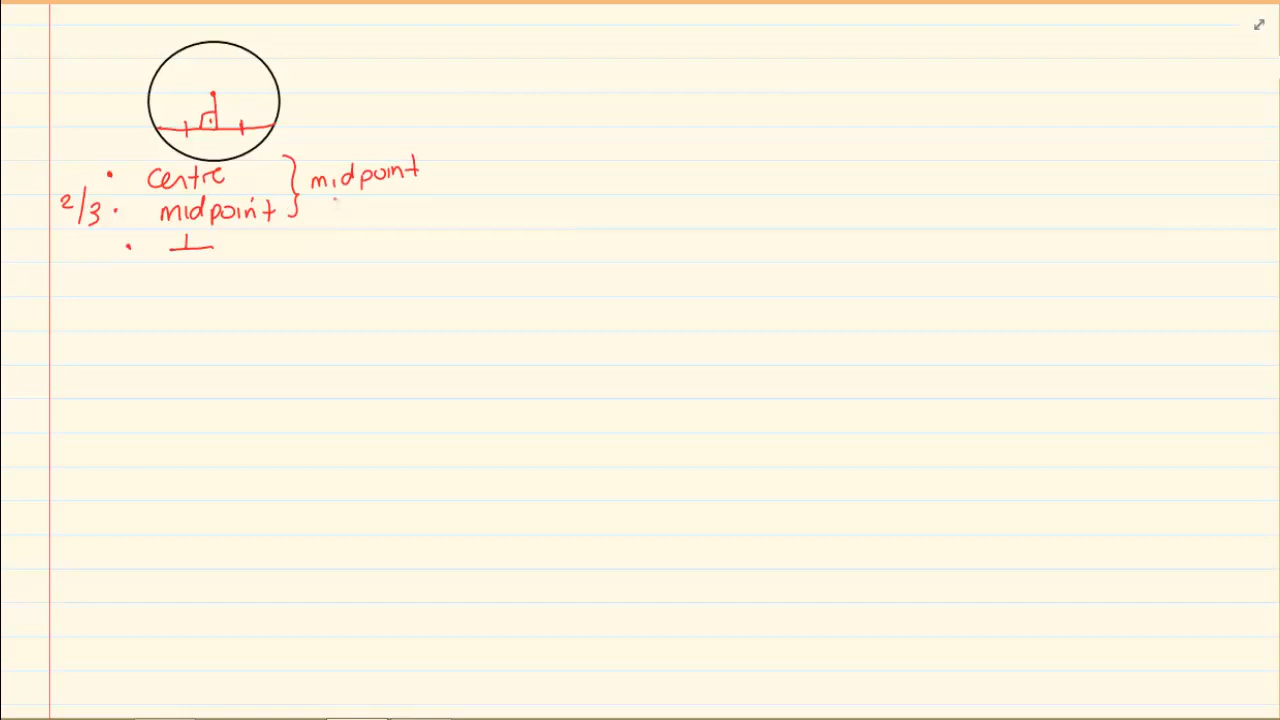 • centre } midpoint
2/3 • midpoint
• ⊥